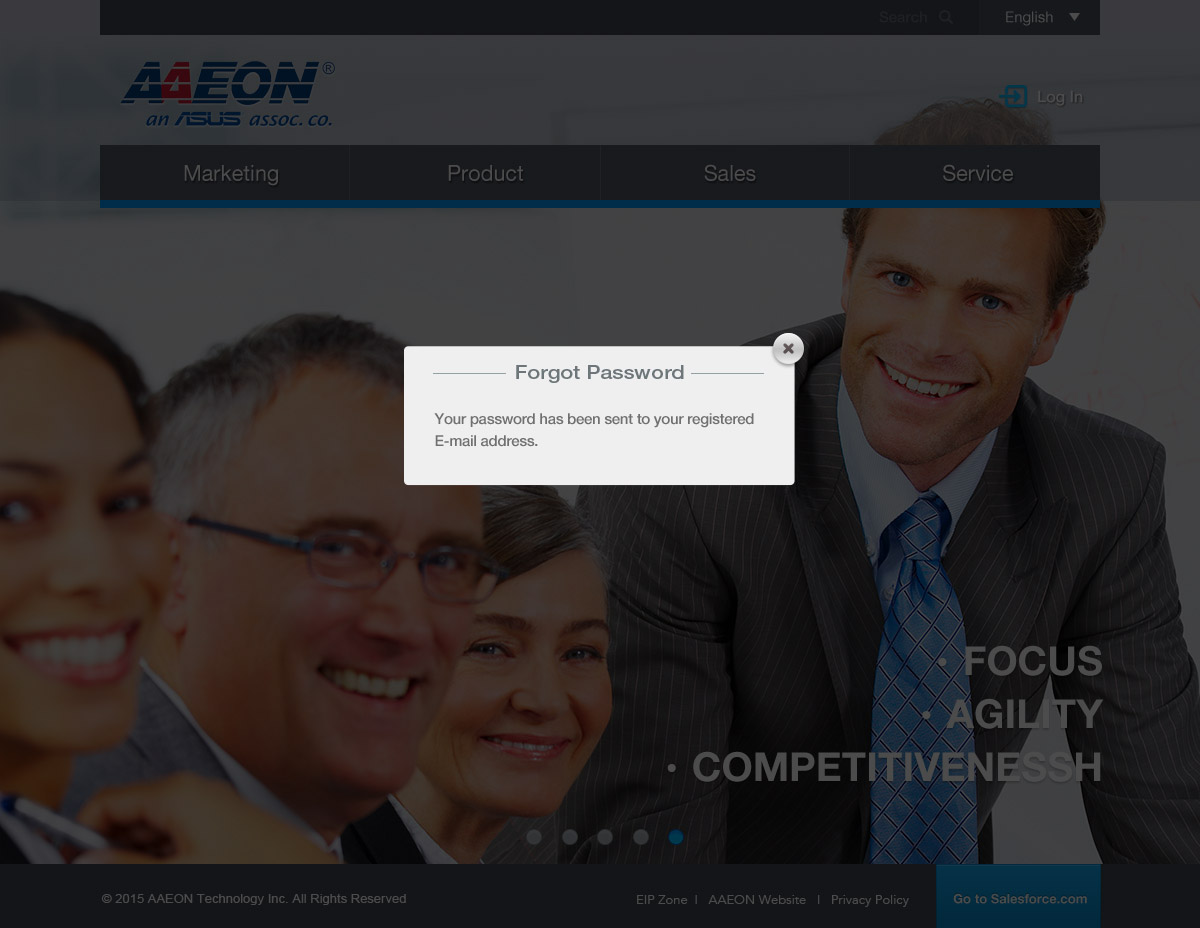 Search
English
AAEON®
an ASUS assoc. co.
Log In
Marketing
Product
Sales
Service
Forgot Password
Your password has been sent to your registered
E-mail address.
• FOCUS
• AGILITY
• COMPETITIVENESSH
© 2015 AAEON Technology Inc. All Rights Reserved
EIP Zone I AAEON Website I Privacy Policy
Go to Salesforce.com